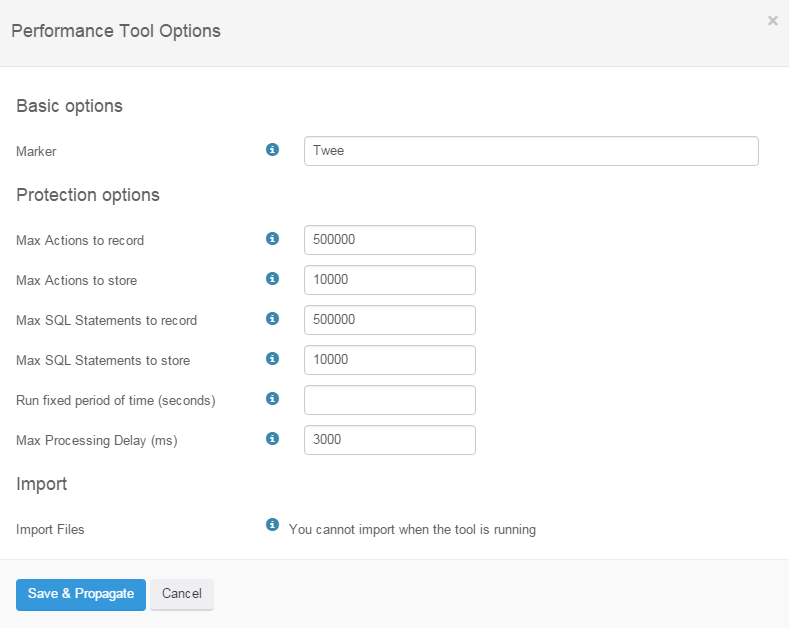 Performance Tool Options
×
Basic options
Marker
Twee
Protection options
Max Actions to record
500000
Max Actions to store
10000
Max SQL Statements to record
500000
Max SQL Statements to store
10000
Run fixed period of time (seconds)
Max Processing Delay (ms)
3000
Import
Import Files
You cannot import when the tool is running
Save & Propagate
Cancel